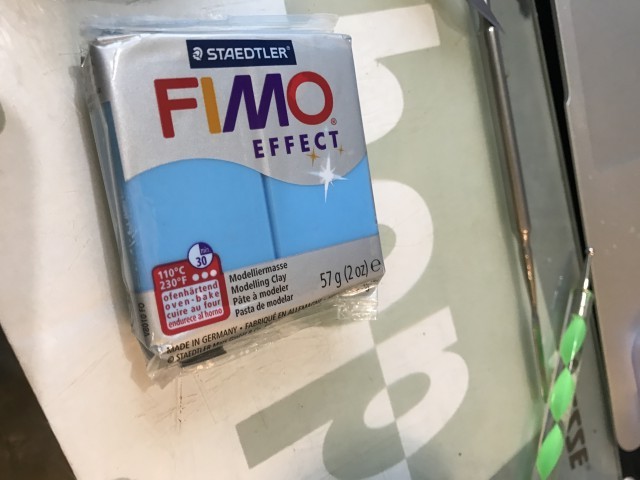 STAEDTLER
FIMO®
EFFECT
min
30
110°C
230°F
ofenhärtend
oven-bake
cuire au four
endurece al horno
Modelliermasse
Modelling Clay
Pâte à modeler
Pasta de modelar
57 g (2 oz) e
MADE IN GERMANY • FABRIQUÉ EN ALLEMAGNE
© STAEDTLER